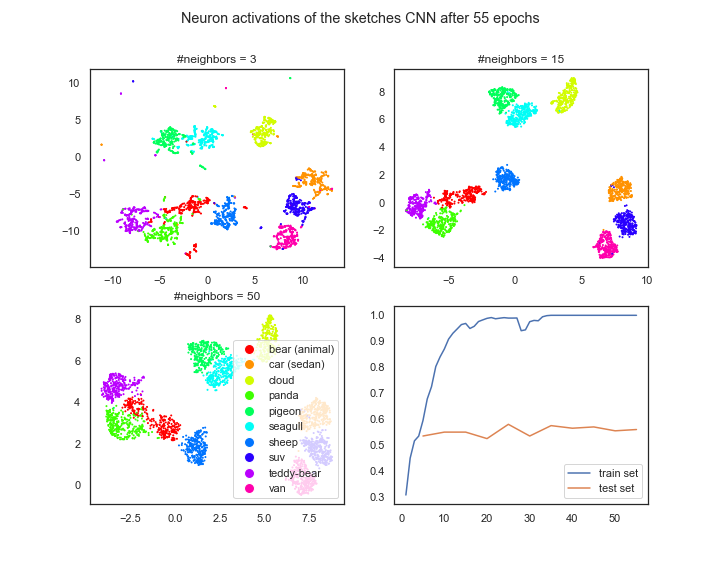 Neuron activations of the sketches CNN after 55 epochs
#neighbors = 3
10
5
0
−5
−10
−10
−5
0
5
10
#neighbors = 15
8
6
4
2
0
−2
−4
−5
0
5
10
#neighbors = 50
8
6
4
2
0
−2.5
0.0
2.5
5.0
7.5
bear (animal)
car (sedan)
cloud
panda
pigeon
seagull
sheep
suv
teddy-bear
van
1.0
0.9
0.8
0.7
0.6
0.5
0.4
0.3
0
10
20
30
40
50
train set
test set